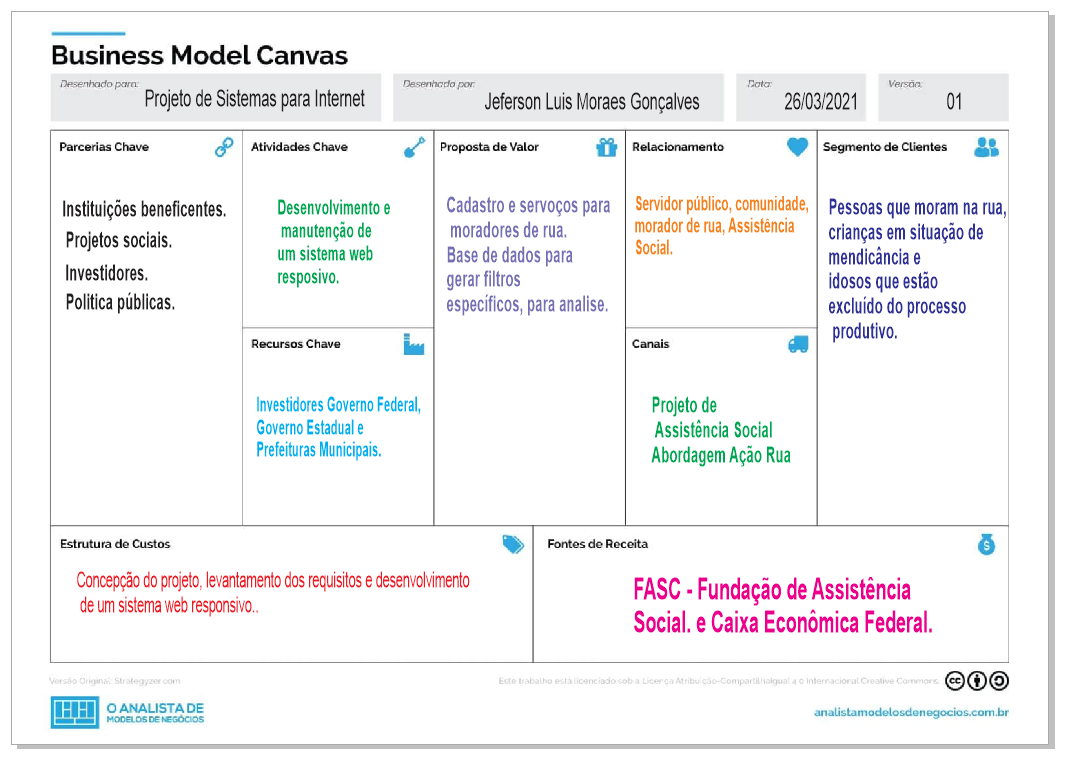 Business Model Canvas
Desenhado para:
Projeto de Sistemas para Internet
Desenhado por:
Jeferson Luis Moraes Gonçalves
Data:
26/03/2021
Versão:
01
Parcerias Chave
Instituições beneficentes.
Projetos sociais.
Investidores.
Politica públicas.
Atividades Chave
Desenvolvimento e
manutenção de
um sistema web
resposivo.
Recursos Chave
Investidores Governo Federal,
Governo Estadual e
Prefeituras Municipais.
Proposta de Valor
Cadastro e servoços para
moradores de rua.
Base de dados para
gerar filtros
específicos, para analise.
Relacionamento
Servidor público, comunidade,
morador de rua, Assistência
Social.
Canais
Projeto de
Assistência Social
Abordagem Ação Rua
Segmento de Clientes
Pessoas que moram na rua,
crianças em situação de
mendicância e
idosos que estão
excluído do processo
produtivo.
Estrutura de Custos
Concepção do projeto, levantamento dos requisitos e desenvolvimento
de um sistema web responsivo..
Fontes de Receita
$
FASC - Fundação de Assistência
Social. e Caixa Econômica Federal.
Versão Original: Strategyzer.com
Este trabalho está licenciado sob a Licença Atribuição-CompartilhaIgual 4.0 Internacional Creative Commons.
cc
O ANALISTA DE
MODELOS DE NEGÓCIOS
analistamodelosdenegocios.com.br